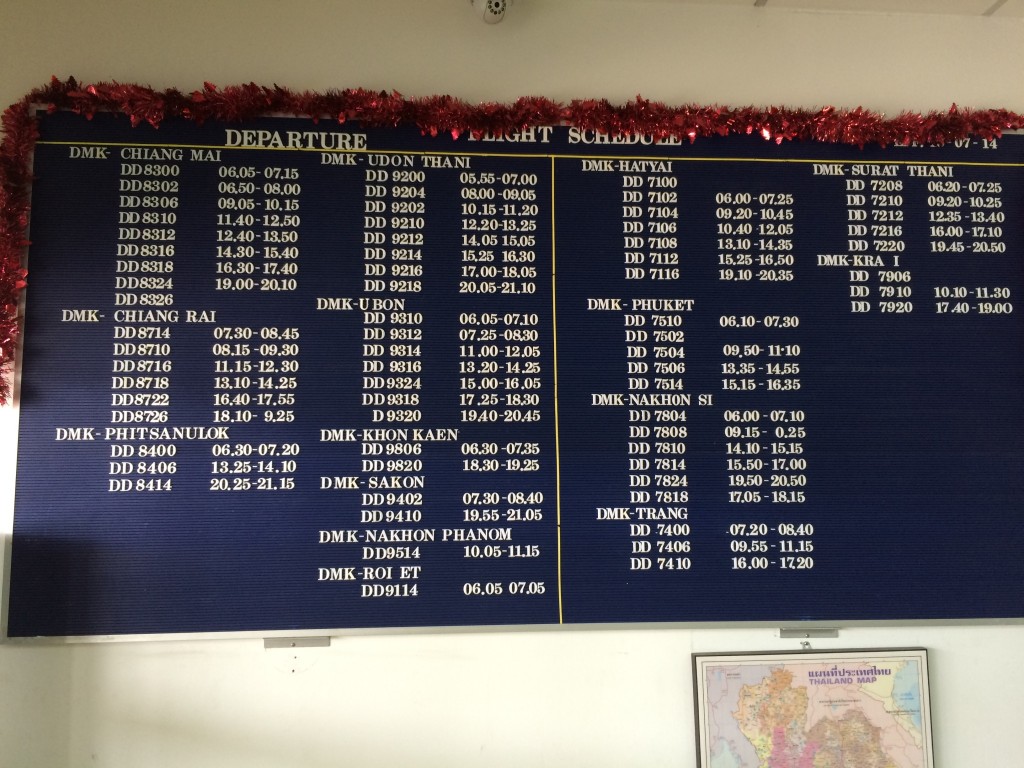 DEPARTURE FLIGHT SCHEDULE -07-14
DMK- CHIANG MAI
DD8300 06.05-07.15
DD8302 06.50-08.00
DD8306 09.05-10.15
DD8310 11.40-12.50
DD8312 12.40-13.50
DD8316 14.30-15.40
DD8318 16.30-17.40
DD8324 19.00-20.10
DD8326
DMK- CHIANG RAI
DD8714 07.30-08.45
DD8710 08.15-09.30
DD8716 11.15-12.30
DD8718 13.10-14.25
DD8722 16.40-17.55
DD8726 18.10- 9.25
DMK-PHITSANULOK
DD 8400 06.30-07.20
DD 8406 13.25-14.10
DD 8414 20.25-21.15
DMK-UDON THANI
DD 9200 05.55-07.00
DD 9204 08.00-09.05
DD 9202 10.15-11.20
DD 9210 12.20-13.25
DD 9212 14.05 15.05
DD 9214 15.25 16.30
DD 9216 17.00-18.05
DD 9218 20.05-21.10
DMK-UBON
DD 9310 06.05-07.10
DD 9312 07.25-08.30
DD 9314 11.00-12.05
DD 9316 13.20-14.25
DD9324 15.00-16.05
DD9318 17.25-18.30
D 9320 19.40-20.45
DMK-KHON KAEN
DD9806 06.30-07.35
DD9820 18.30-19.25
DMK-SAKON
DD9402 07.30-08.40
DD9410 19.55-21.05
DMK-NAKHON PHANOM
DD9514 10.05-11.15
DMK-ROI ET
DD9114 06.05 07.05
DMK-HATYAI
DD 7100
DD 7102 06.00-07.25
DD 7104 09.20-10.45
DD 7106 10.40-12.05
DD 7108 13.10-14.35
DD 7112 15.25-16.50
DD 7116 19.10-20.35
DMK- PHUKET
DD 7510 06.10-07.30
DD 7502
DD 7504 09.50-11-10
DD 7506 13.35-14.55
DD 7514 15.15-16.35
DMK-NAKHON SI
DD 7804 06.00-07.10
DD 7808 09.15- 0.25
DD 7810 14.10-15.15
DD 7814 15.50-17.00
DD 7824 19.50-20.50
DD 7818 17.05-18.15
DMK-TRANG
DD 7400 07.20-08.40
DD 7406 09.55-11.15
DD 7410 16.00-17.20
DMK-SURAT THANI
DD 7208 06.20-07.25
DD 7210 09.20-10.25
DD 7212 12.35-13.40
DD 7216 16.00-17.10
DD 7220 19.45-20.50
DMK-KRA I
DD 7906
DD 7910 10.10-11.30
DD 7920 17.40-19.00
แผนที่ประเทศไทย
THAILAND MAP